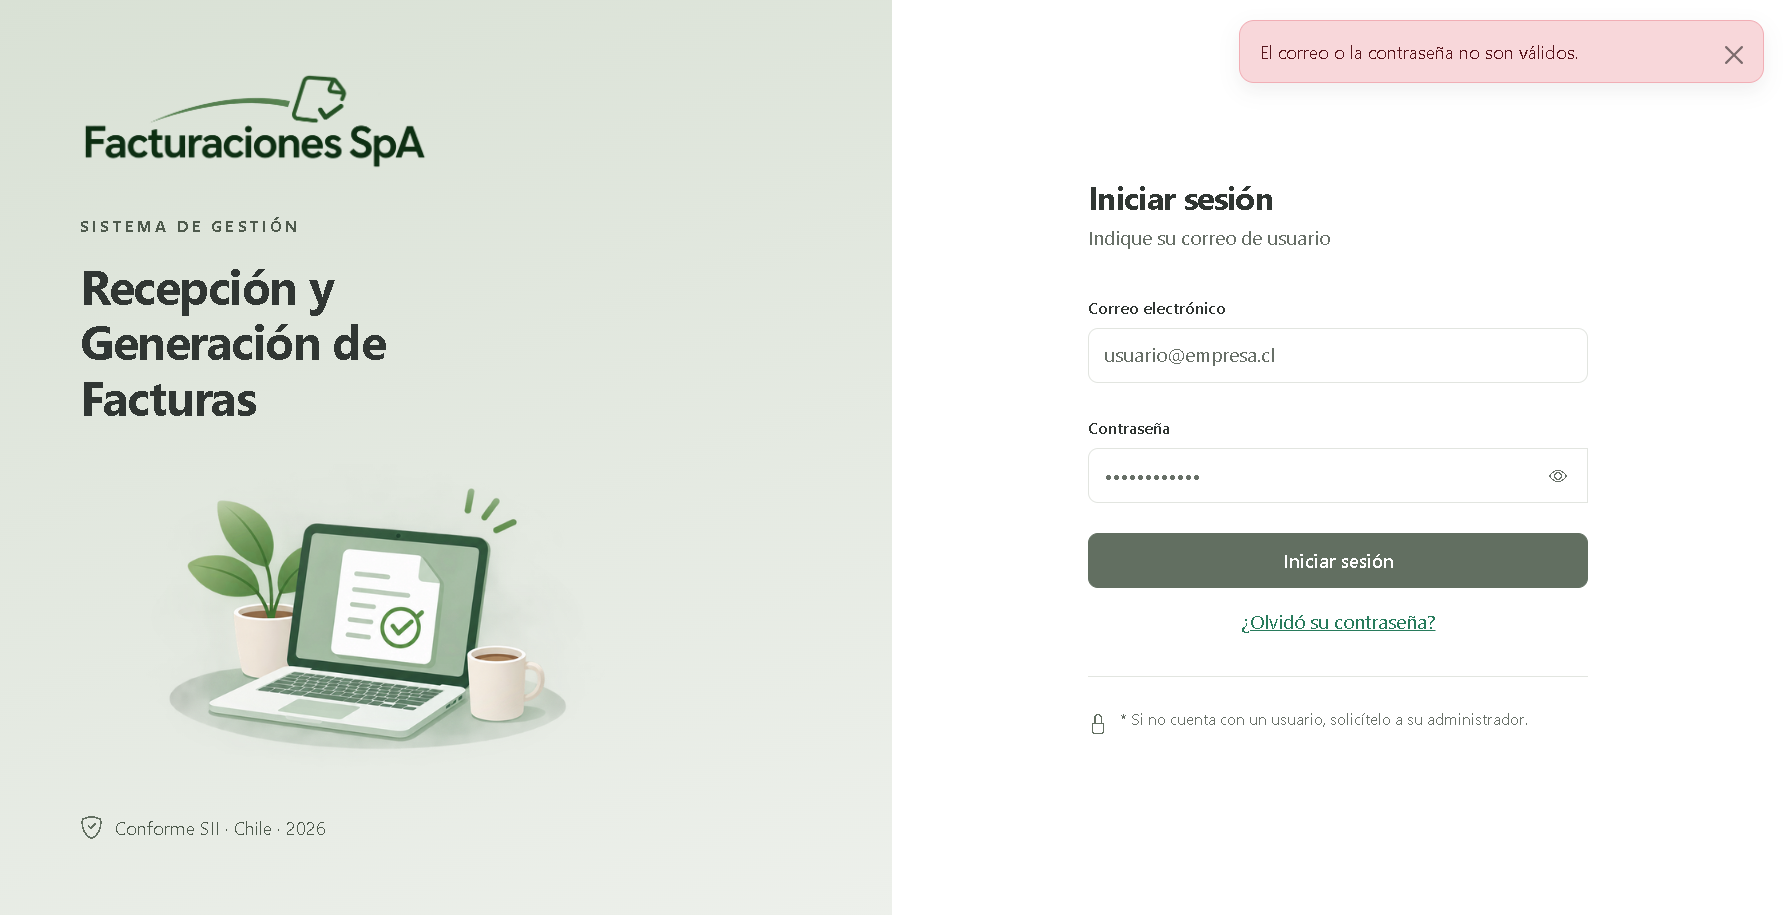 Facturaciones SpA
SISTEMA DE GESTIÓN
Recepción y
Generación de
Facturas
Conforme SII · Chile · 2026
El correo o la contraseña no son válidos.
Iniciar sesión
Indique su correo de usuario
Correo electrónico
usuario@empresa.cl
Contraseña
••••••••••••
Iniciar sesión
¿Olvidó su contraseña?
* Si no cuenta con un usuario, solicítelo a su administrador.